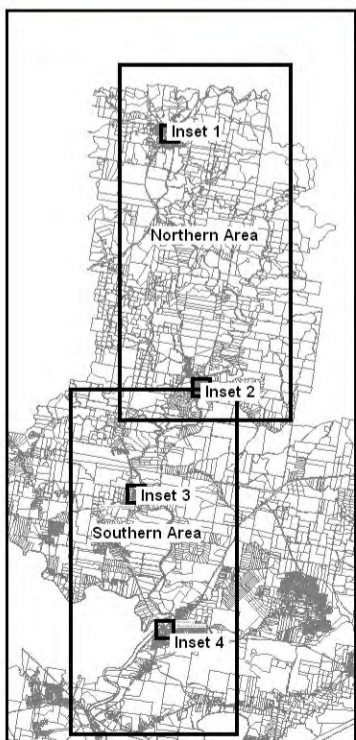 Inset 1
Northern Area
Inset 2
Inset 3
Southern Area
Inset 4